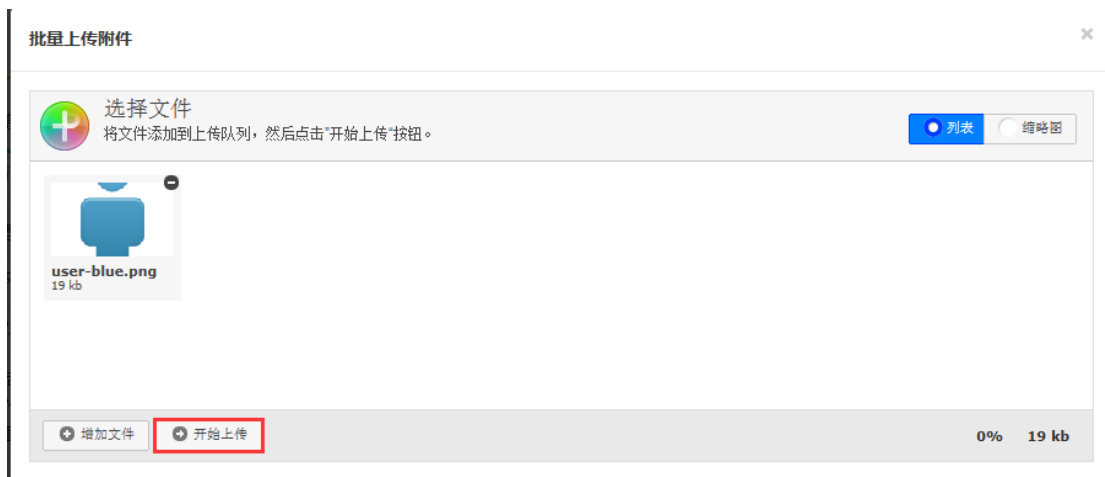 批量上传附件
×
选择文件
将文件添加到上传队列，然后点击"开始上传"按钮。
列表
缩略图
user-blue.png
19 kb
增加文件
开始上传
0%
19 kb